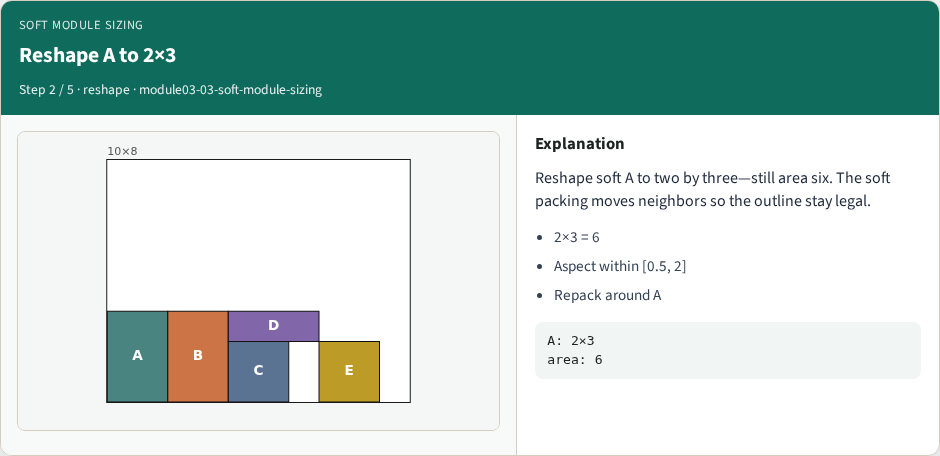 SOFT MODULE SIZING
Reshape A to 2×3
Step 2 / 5 · reshape · module03-03-soft-module-sizing
10×8
A
B
D
C
E
Explanation
Reshape soft A to two by three—still area six. The soft
packing moves neighbors so the outline stay legal.
2×3 = 6
Aspect within [0.5, 2]
Repack around A
A: 2×3
area: 6